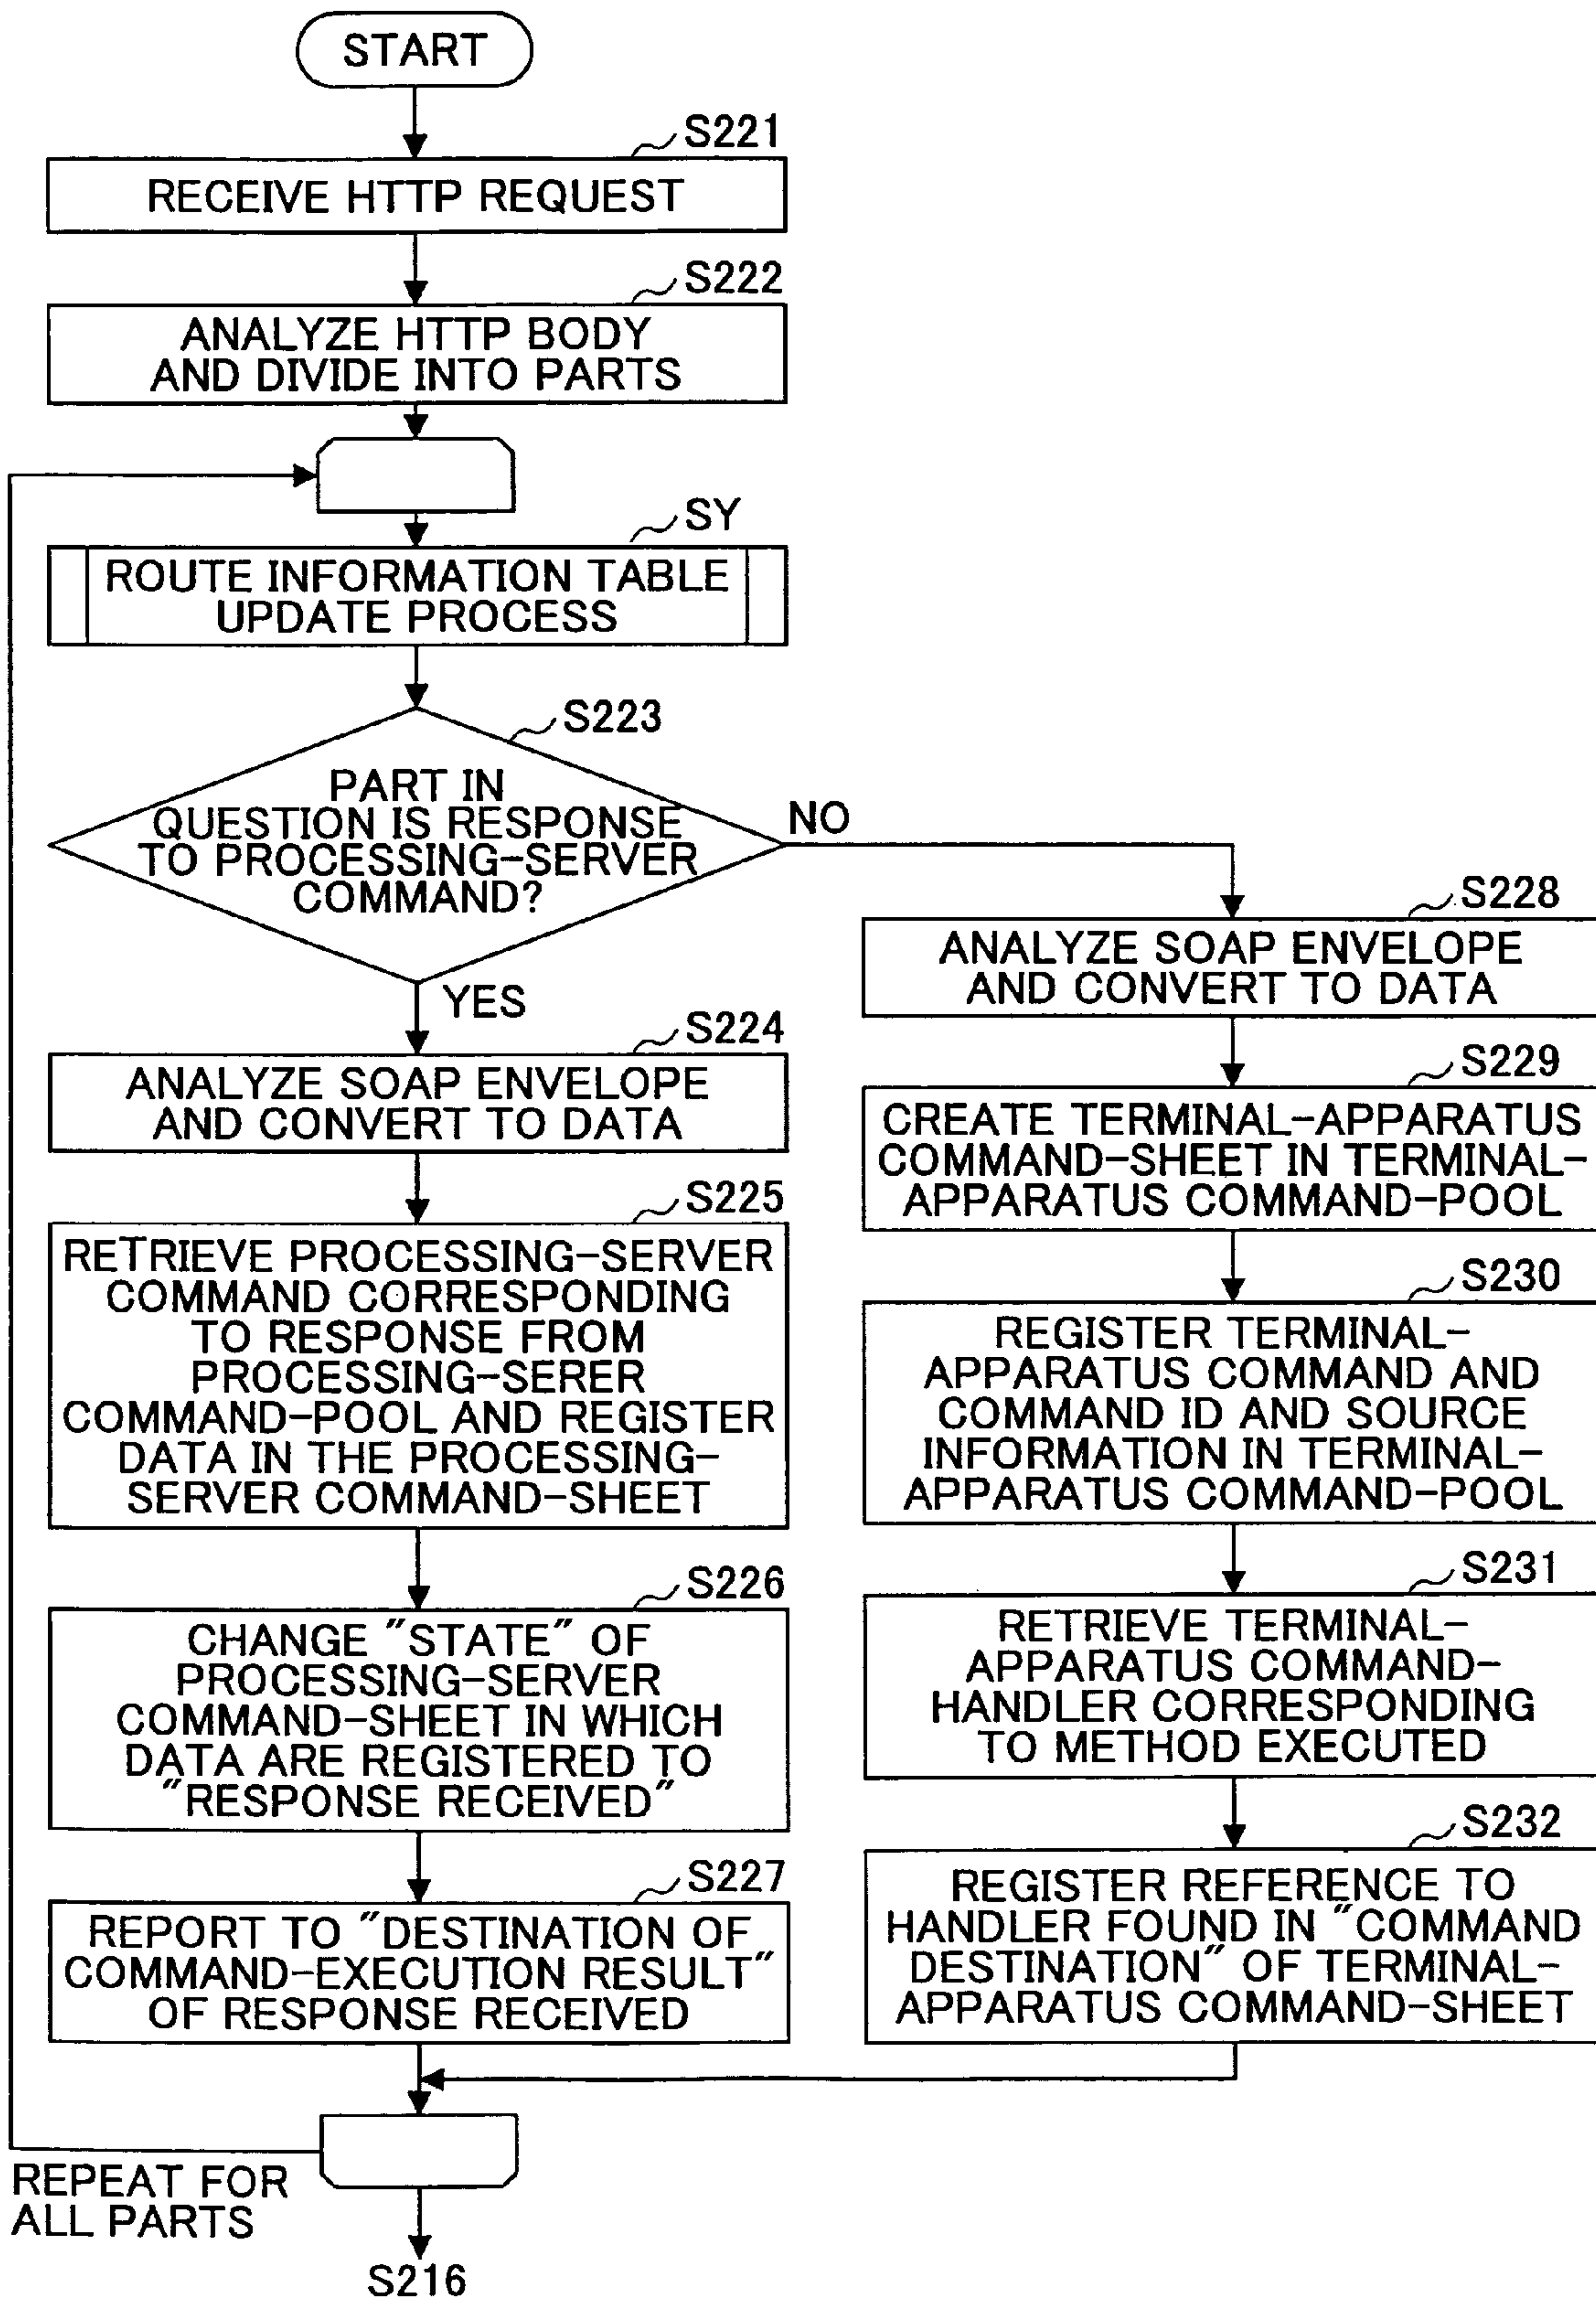 START
S221
RECEIVE HTTP REQUEST
S222
ANALYZE HTTP BODY
AND DIVIDE INTO PARTS
SY
ROUTE INFORMATION TABLE
UPDATE PROCESS
S223
PART IN
QUESTION IS RESPONSE
TO PROCESSING-SERVER
COMMAND?
NO
YES
S224
ANALYZE SOAP ENVELOPE
AND CONVERT TO DATA
S225
RETRIEVE PROCESSING-SERVER
COMMAND CORRESPONDING
TO RESPONSE FROM
PROCESSING-SERER
COMMAND-POOL AND REGISTER
DATA IN THE PROCESSING-
SERVER COMMAND-SHEET
S226
CHANGE "STATE" OF
PROCESSING-SERVER
COMMAND-SHEET IN WHICH
DATA ARE REGISTERED TO
"RESPONSE RECEIVED"
S227
REPORT TO "DESTINATION OF
COMMAND-EXECUTION RESULT"
OF RESPONSE RECEIVED
S228
ANALYZE SOAP ENVELOPE
AND CONVERT TO DATA
S229
CREATE TERMINAL-APPARATUS
COMMAND-SHEET IN TERMINAL-
APPARATUS COMMAND-POOL
S230
REGISTER TERMINAL-
APPARATUS COMMAND AND
COMMAND ID AND SOURCE
INFORMATION IN TERMINAL-
APPARATUS COMMAND-POOL
S231
RETRIEVE TERMINAL-
APPARATUS COMMAND-
HANDLER CORRESPONDING
TO METHOD EXECUTED
S232
REGISTER REFERENCE TO
HANDLER FOUND IN "COMMAND
DESTINATION" OF TERMINAL-
APPARATUS COMMAND-SHEET
REPEAT FOR
ALL PARTS
S216